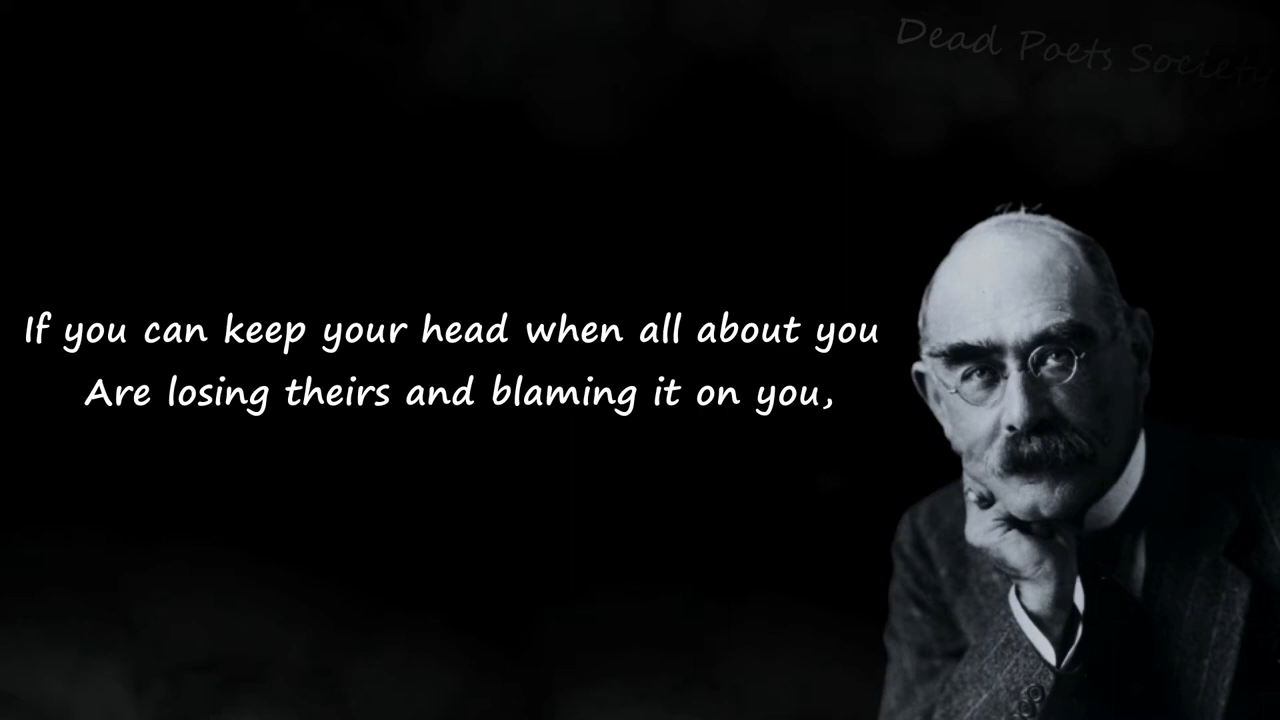 Dead Poets Society
If you can keep your head when all about you
Are losing theirs and blaming it on you,